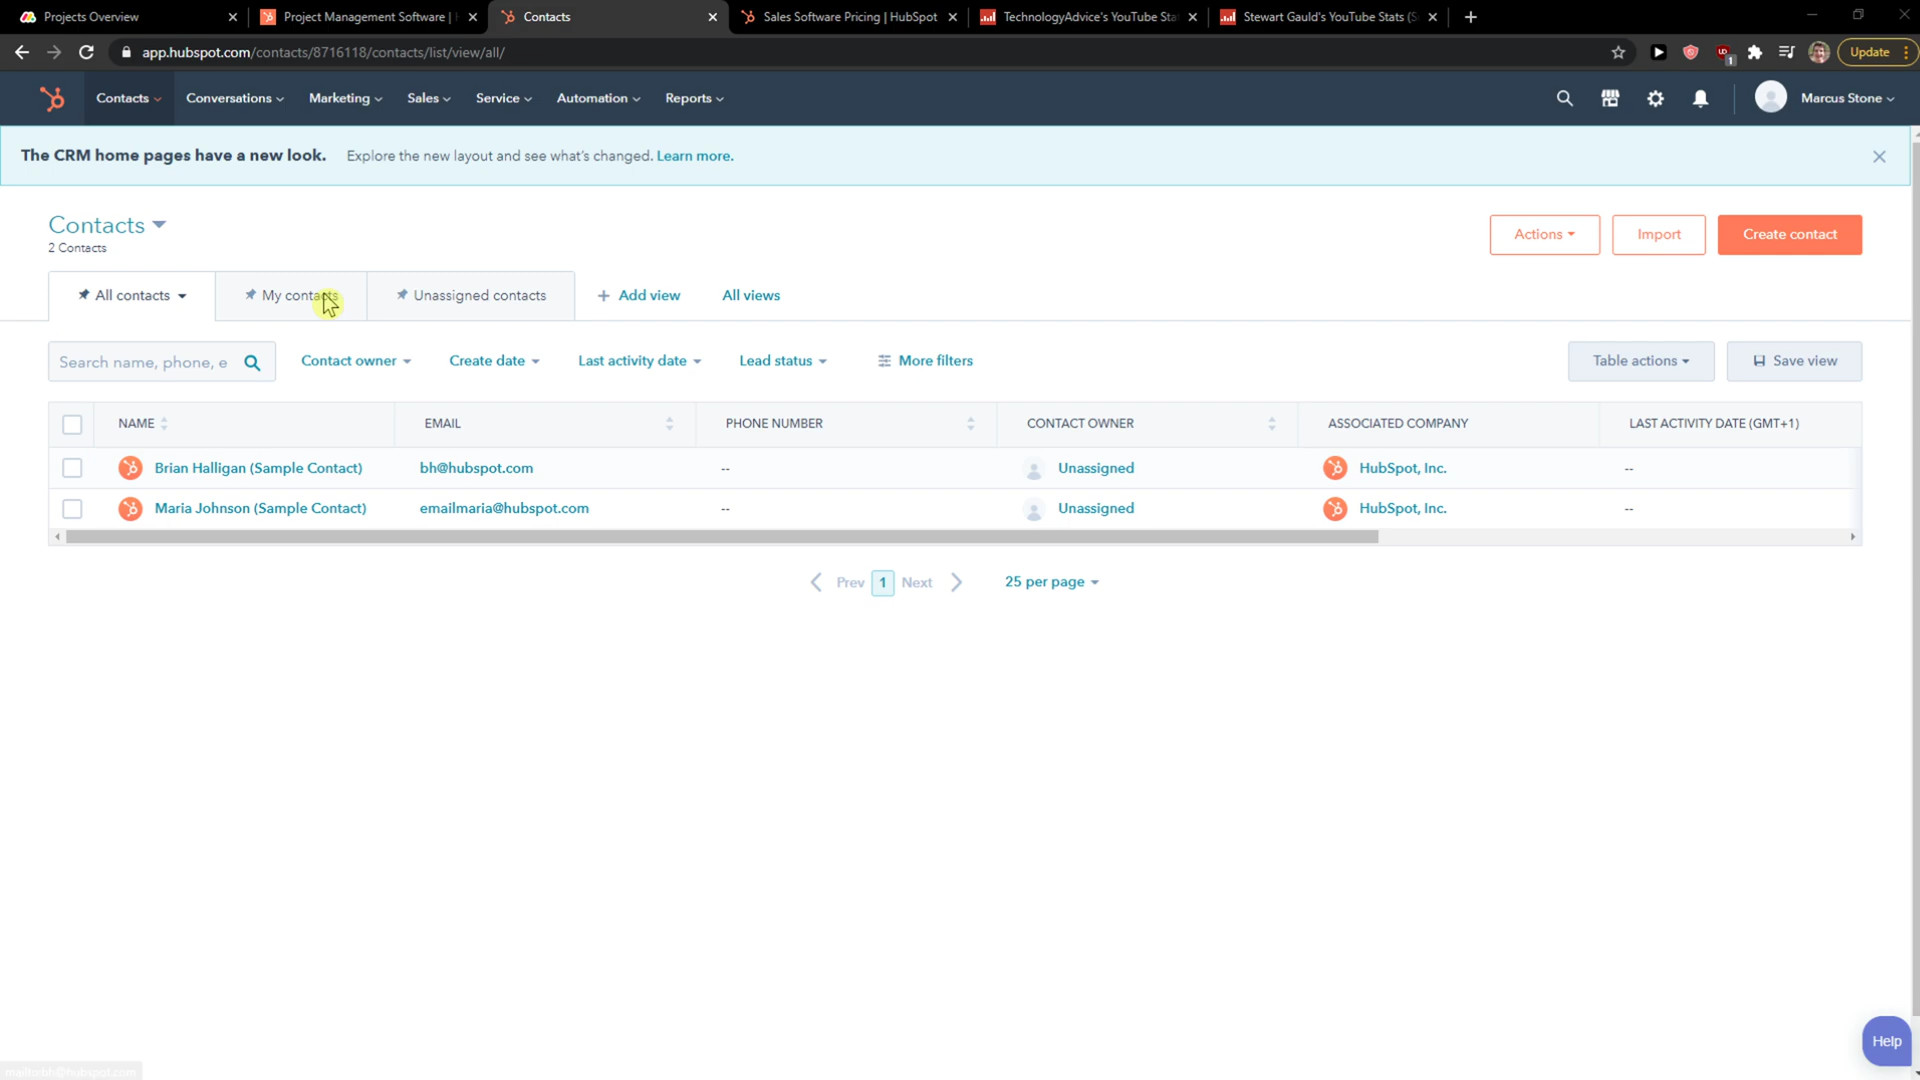 Projects Overview
Project Management Software |
Contacts
Sales Software Pricing | HubSpot
TechnologyAdvice's YouTube Sta
Stewart Gauld's YouTube Stats (S
app.hubspot.com/contacts/8716118/contacts/list/view/all/
1
Update
Contacts Conversations Marketing Sales Service Automation Reports
Marcus Stone
The CRM home pages have a new look. Explore the new layout and see what's changed. Learn more.
Contacts
2 Contacts
Actions Import Create contact
All contacts My contacts Unassigned contacts + Add view All views
Search name, phone, e Contact owner Create date Last activity date Lead status More filters Table actions Save view
NAME EMAIL PHONE NUMBER CONTACT OWNER ASSOCIATED COMPANY LAST ACTIVITY DATE (GMT+1)
Brian Halligan (Sample Contact) bh@hubspot.com -- Unassigned HubSpot, Inc. --
Maria Johnson (Sample Contact) emailmaria@hubspot.com -- Unassigned HubSpot, Inc. --
Prev 1 Next 25 per page
Help
mailto:bh@hubspot.com